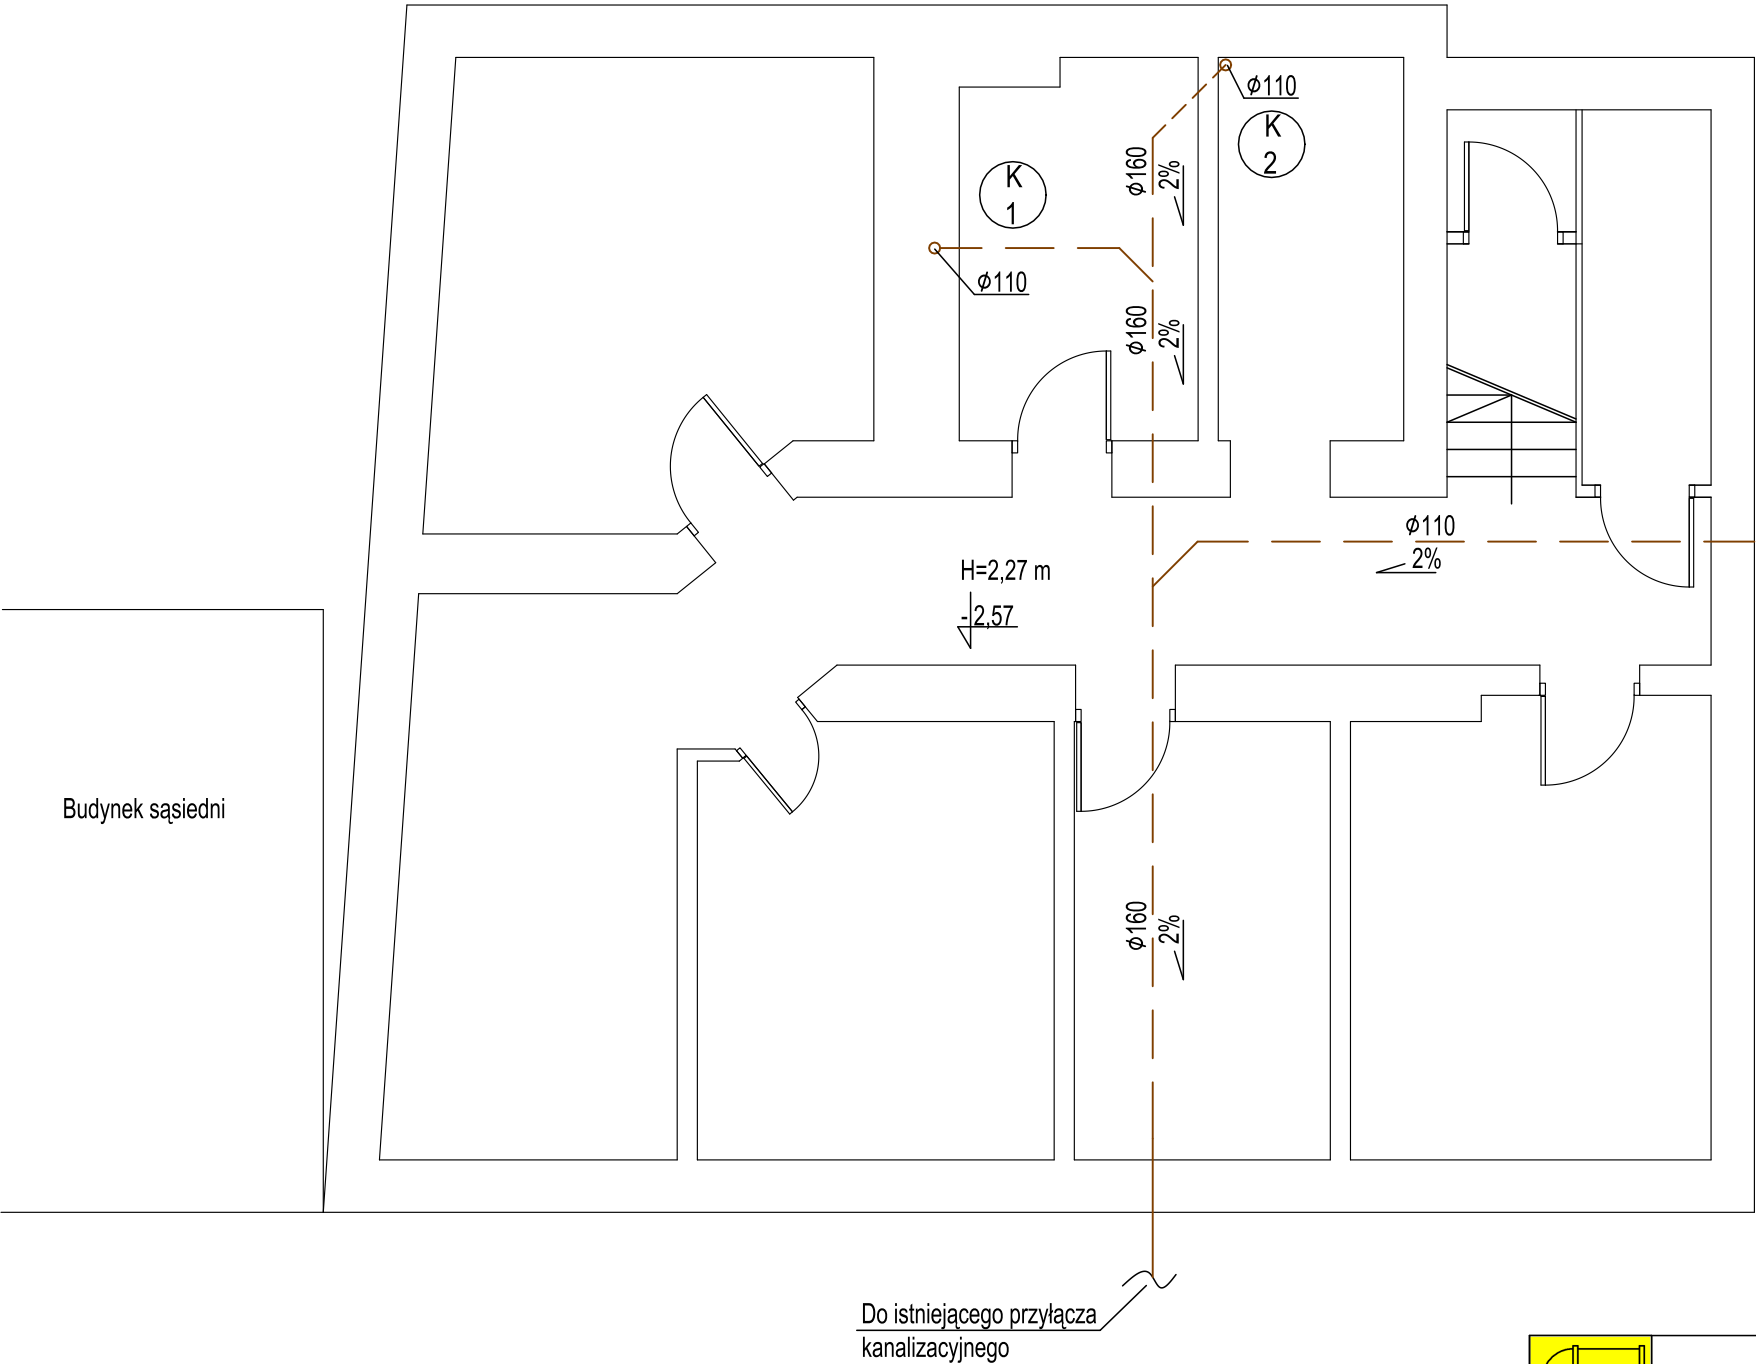 ϕ110
K
2
ϕ160
2%
K
1
ϕ110
ϕ160
2%
ϕ110
2%
H=2,27 m
-2,57
Budynek sąsiedni
ϕ160
2%
Do istniejącego przyłącza
kanalizacyjnego